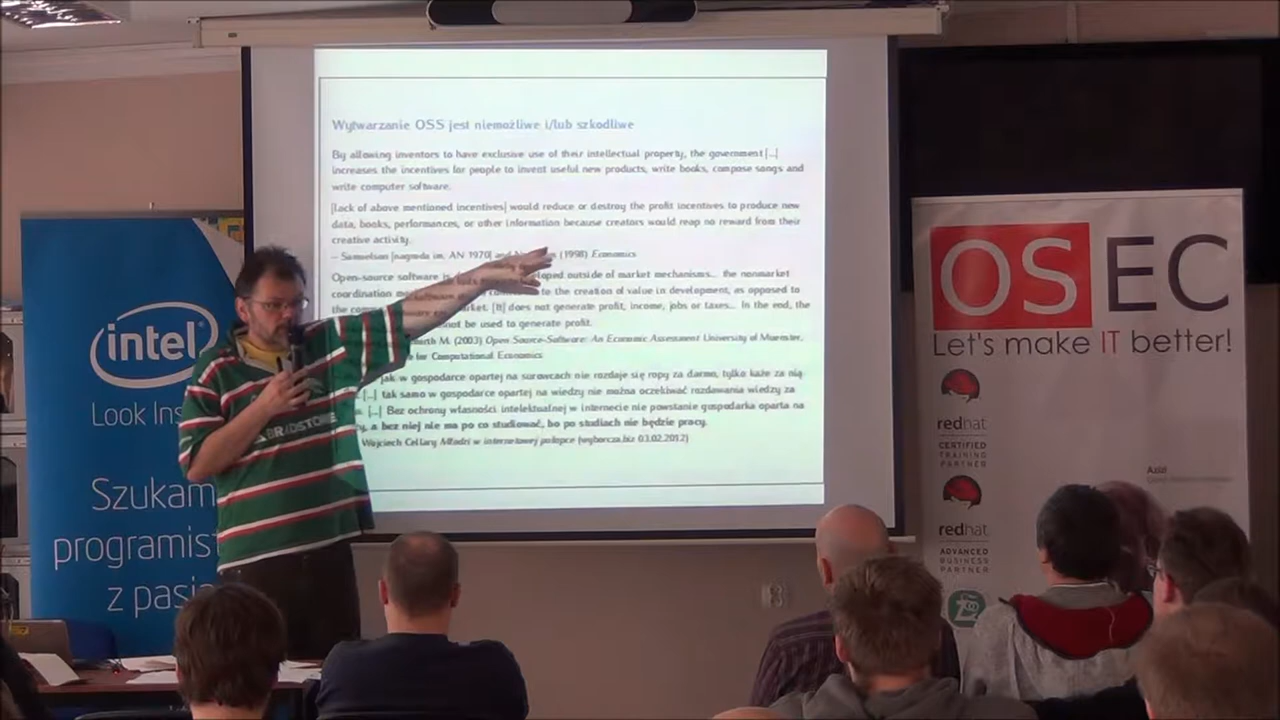 Wytwarzanie OSS jest niemożliwe i/lub szkodliwe
By allowing inventors to have exclusive use of their intellectual property, the government [...]
increases the incentives for people to invent useful new products, write books, compose songs and
write computer software.
[lack of above mentioned incentives] would reduce or destroy the profit incentives to produce new
data, books, performances, or other information because creators would reap no reward from their
creative activity.
– Samuelson [nagroda im. AN 1970] and (1998) Economics
Open-source software is developed outside of market mechanisms... the nonmarket
coordination the creation of value in development, as opposed to
the market. [It] does not generate profit, income, jobs or taxes... In the end, the
not be used to generate profit.
M. (2003) Open Source-Software: An Economic Assessment University of Muenster,
for Computational Economics
jak w gospodarce opartej na surowcach nie rozdaje się ropy za darmo, tylko każe za nią
[...] tak samo w gospodarce opartej na wiedzy nie można oczekiwać rozdawania wiedzy za
[...] Bez ochrony własności intelektualnej w internecie nie powstanie gospodarka oparta na
a bez niej nie ma po co studiować, bo po studiach nie będzie pracy.
Wojciech Cellary Młodzi w internetowej pułapce (wyborcza.biz 03.02.2012)
intel
Look Ins
Szukam
programist
z pasj
BRADSTONE
OSEC
Let's make IT better!
redhat
CERTIFIED
TRAINING
PARTNER
redhat
ADVANCED
BUSINESS
PARTNER